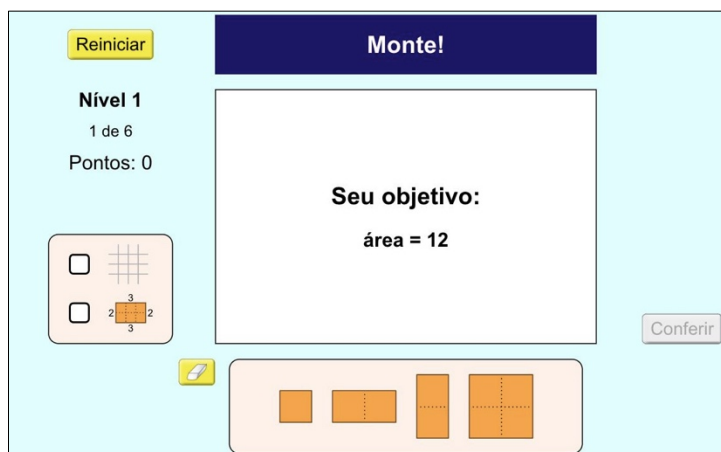 Reiniciar
Monte!
Nível 1
1 de 6
Pontos: 0
Seu objetivo:
área = 12
3
2 2
3
Conferir